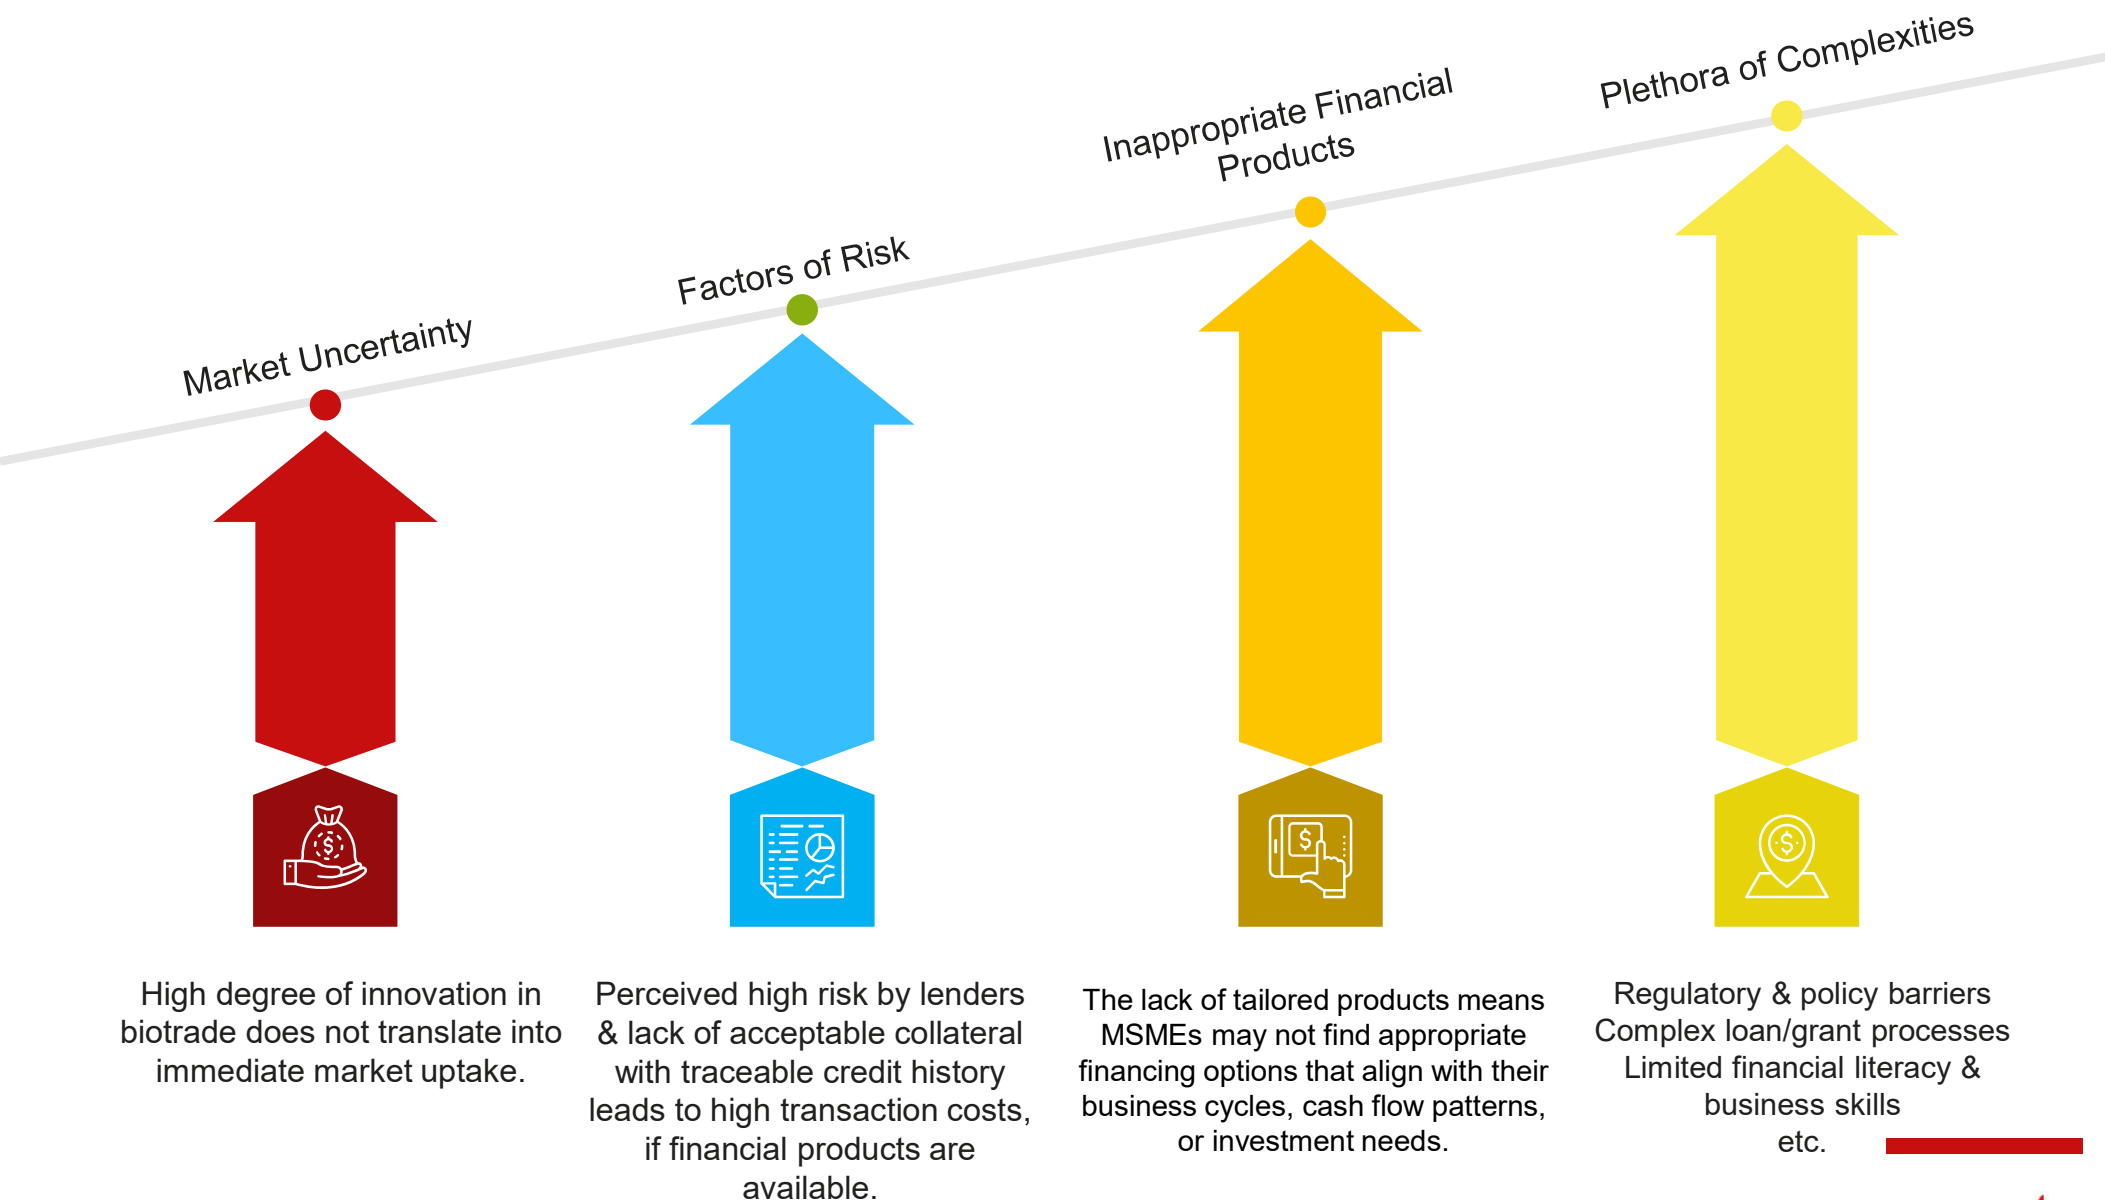 Market Uncertainty
Factors of Risk
Inappropriate Financial
Products
Plethora of Complexities
High degree of innovation in
biotrade does not translate into
immediate market uptake.
Perceived high risk by lenders
& lack of acceptable collateral
with traceable credit history
leads to high transaction costs,
if financial products are
available.
The lack of tailored products means
MSMEs may not find appropriate
financing options that align with their
business cycles, cash flow patterns,
or investment needs.
Regulatory & policy barriers
Complex loan/grant processes
Limited financial literacy &
business skills
etc.